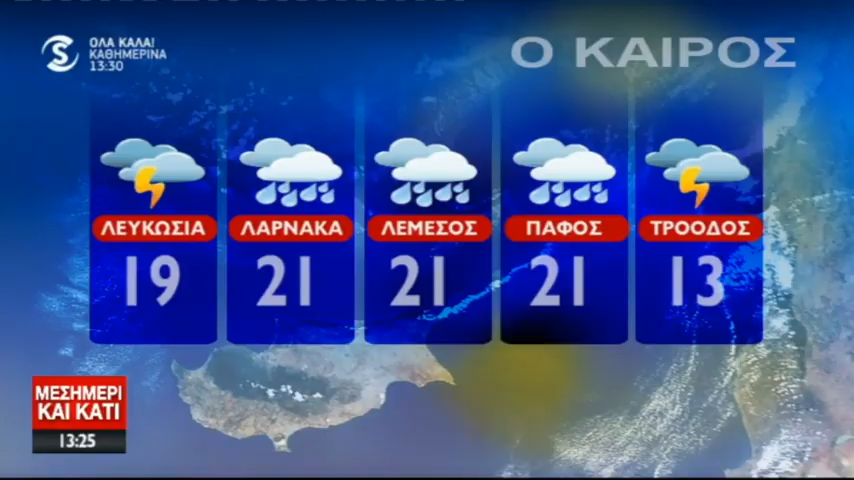 ΟΛΑ ΚΑΛΑ!
ΚΑΘΗΜΕΡΙΝΑ
13:30
Ο ΚΑΙΡΟΣ
ΛΕΥΚΩΣΙΑ
ΛΑΡΝΑΚΑ
ΛΕΜΕΣΟΣ
ΠΑΦΟΣ
ΤΡΟΟΔΟΣ
19
21
21
21
13
ΜΕΣΗΜΕΡΙ
ΚΑΙ ΚΑΤΙ
13:25